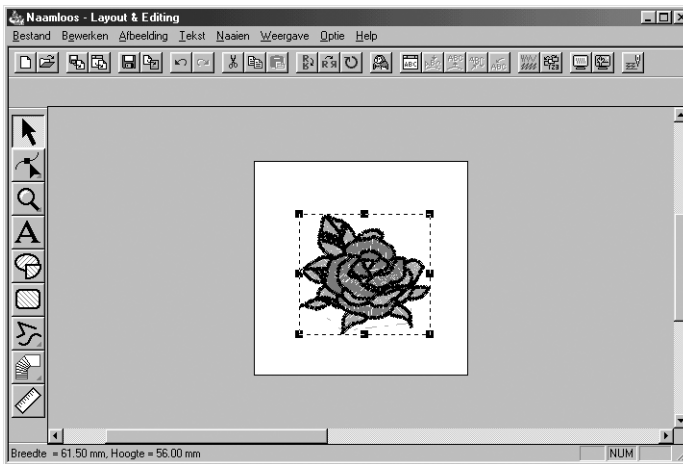 Naamloos - Layout & Editing
Bestand Bewerken Afbeelding Tekst Naaien Weergave Optie Help
A
Breedte = 61.50 mm, Hoogte = 56.00 mm
NUM